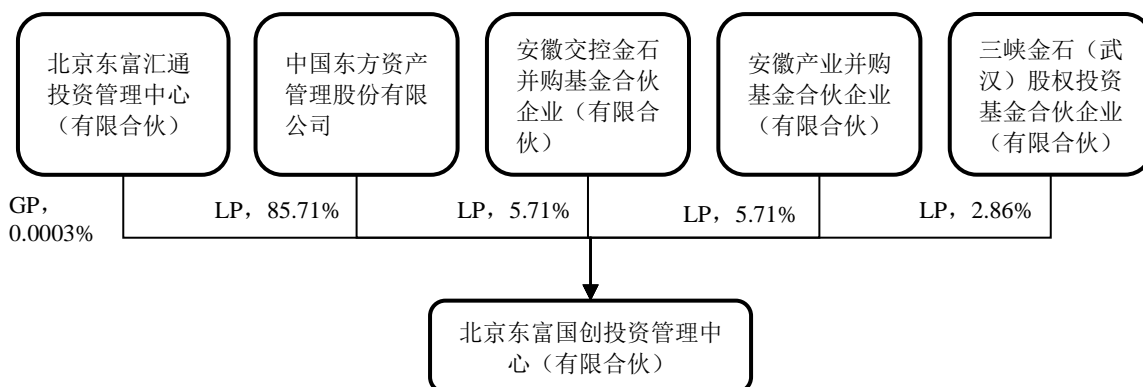 北京东富汇通
投资管理中心
（有限合伙）
中国东方资产
管理股份有限
公司
安徽交控金石
并购基金合伙
企业（有限合
伙）
安徽产业并购
基金合伙企业
（有限合伙）
三峡金石（武
汉）股权投资
基金合伙企业
（有限合伙）
GP，
0.0003%
LP，85.71%
LP，5.71%
LP，5.71%
LP，2.86%
北京东富国创投资管理中
心（有限合伙）